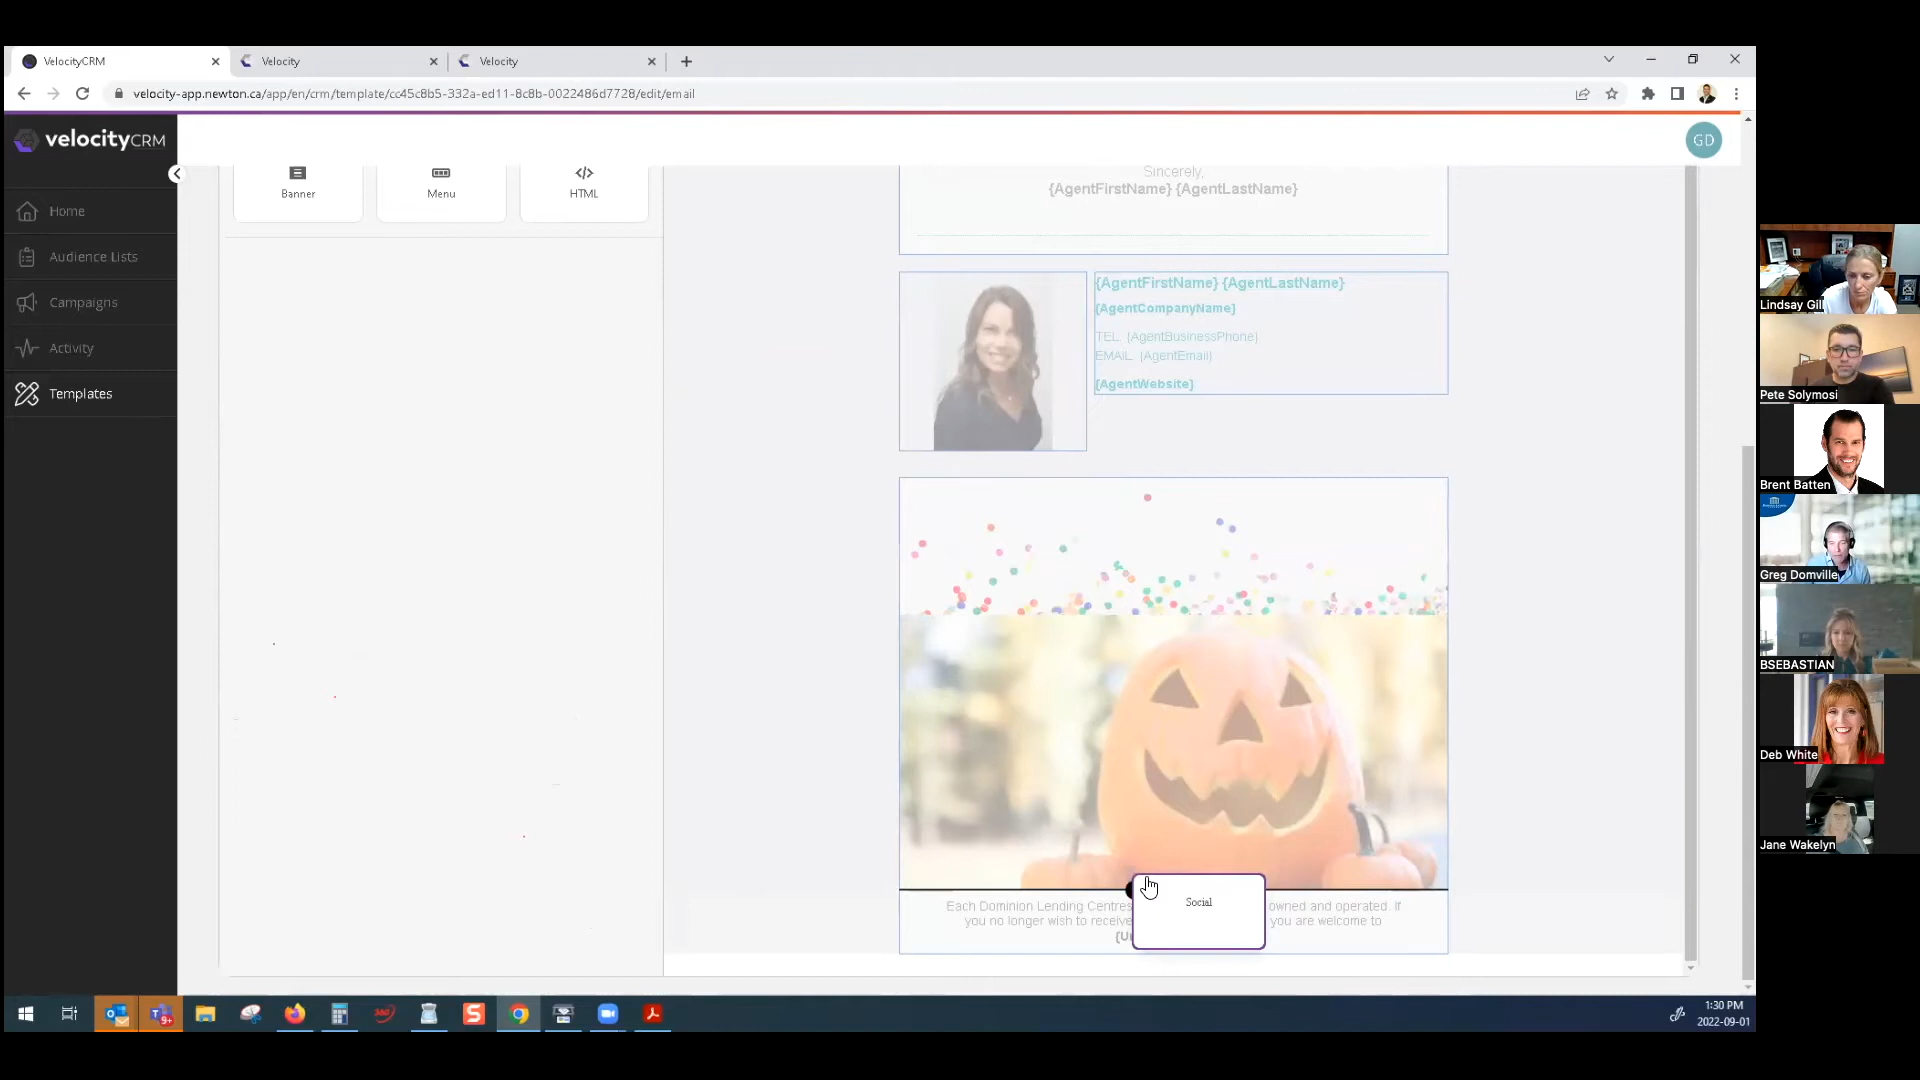 VelocityCRM
Velocity
Velocity
velocity-app.newton.ca/app/en/crm/template/cc45c8b5-332a-ed11-8c8b-0022486d7728/edit/email
velocityCRM
GD
Home
Audience Lists
Campaigns
Activity
Templates
Banner
Menu
HTML
Sincerely,
{AgentFirstName} {AgentLastName}
{AgentFirstName} {AgentLastName}
{AgentCompanyName}
TEL: {AgentBusinessPhone}
EMAIL: {AgentEmail}
{AgentWebsite}
Social
Each Dominion Lending Centres owned and operated. If
you no longer wish to receive you are welcome to
Lindsay Gill
Pete Solymosi
Brent Batten
Greg Domville
BSEBASTIAN
Deb White
Jane Wakelyn
9+
360
S
1:30 PM
2022-09-01